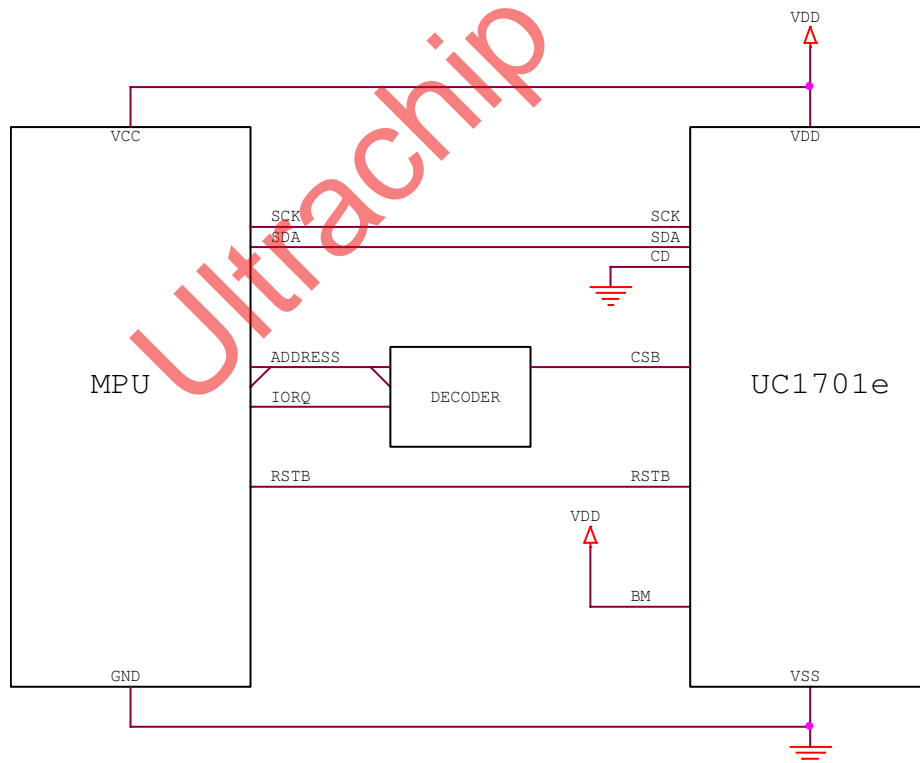 VDD
VCC
VDD
SCK
SCK
SDA
SDA
CD
ADDRESS
CSB
MPU
DECODER
UC1701e
IORQ
RSTB
RSTB
VDD
BM
GND
VSS
Ultrachip